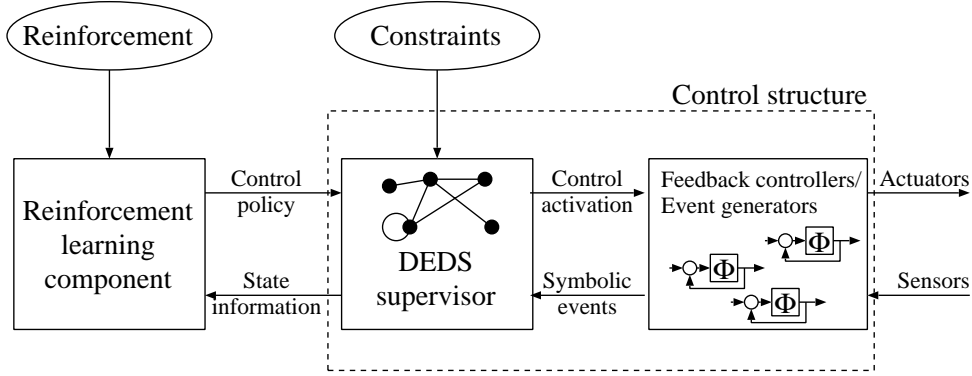 Reinforcement
Constraints
Control structure
Reinforcement
learning
component
Control
policy
State
information
DEDS
supervisor
Control
activation
Symbolic
events
Feedback controllers/
Event generators
Φ
Φ
Φ
Actuators
Sensors